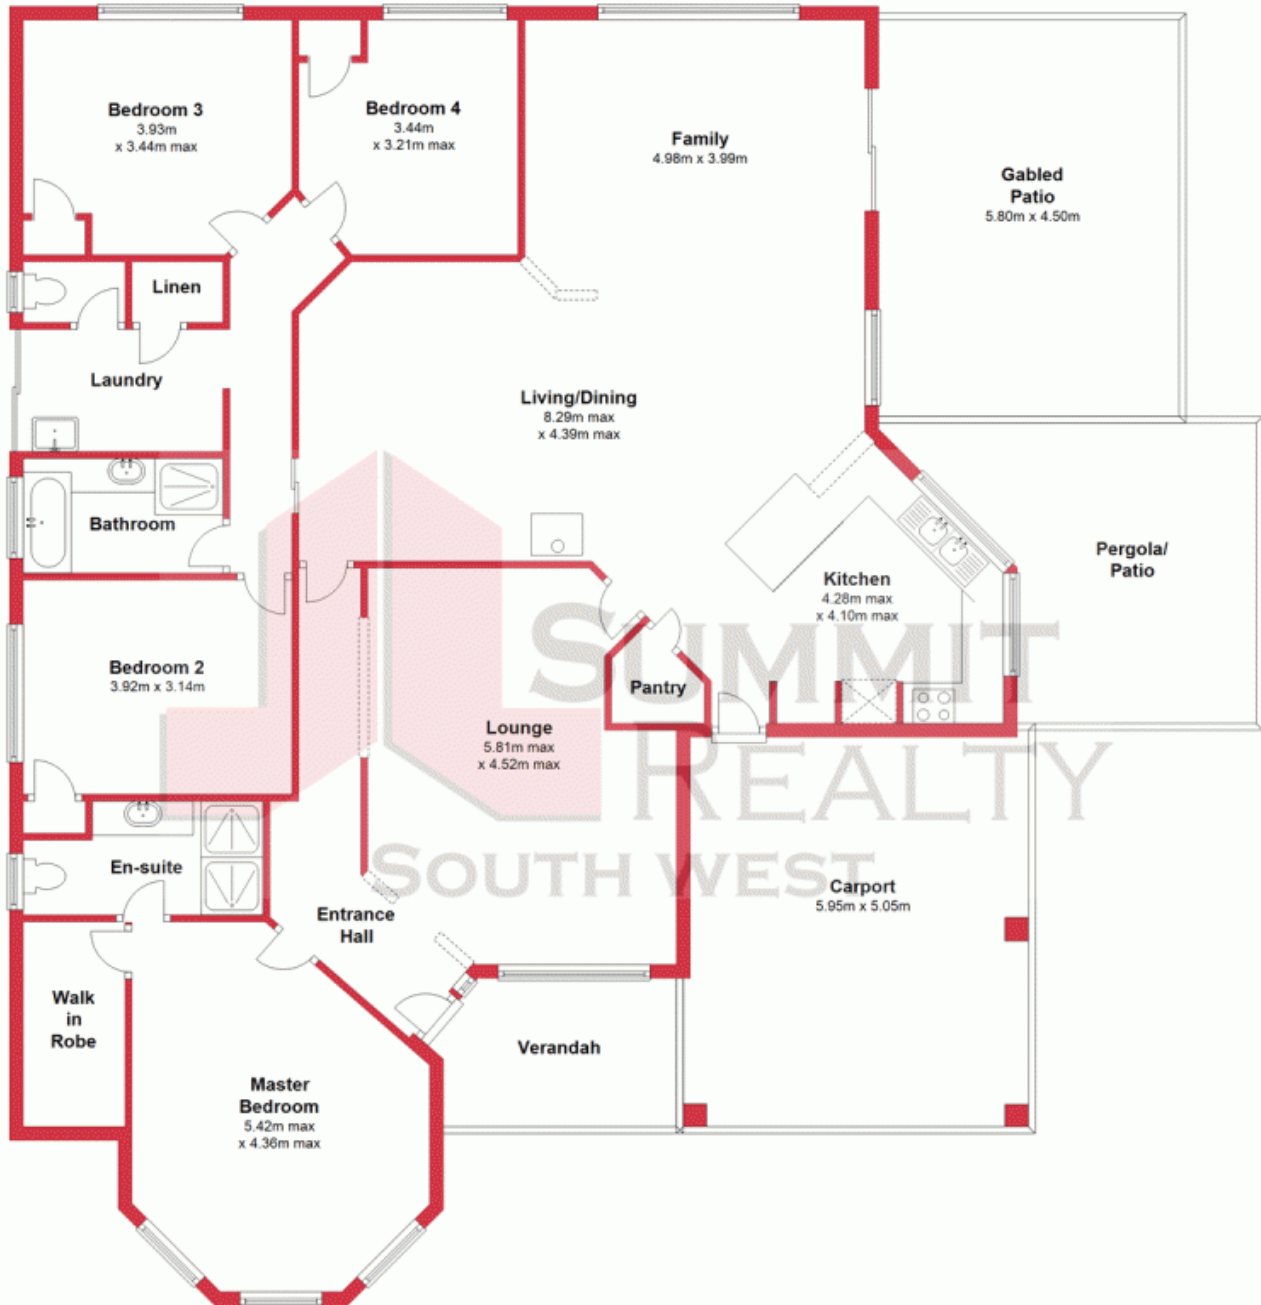 Bedroom 3
3.93m
x 3.44m max
Bedroom 4
3.44m
x 3.21m max
Family
4.98m x 3.99m
Gabled
Patio
5.80m x 4.50m
Linen
Laundry
Living/Dining
8.29m max
x 4.39m max
Bathroom
Pergola/
Patio
Kitchen
4.28m max
x 4.10m max
Bedroom 2
3.92m x 3.14m
Pantry
Lounge
5.81m max
x 4.52m max
SUMMIT
REALTY
SOUTH WEST
En-suite
Carport
5.95m x 5.05m
Entrance
Hall
Walk
in
Robe
Verandah
Master
Bedroom
5.42m max
x 4.36m max